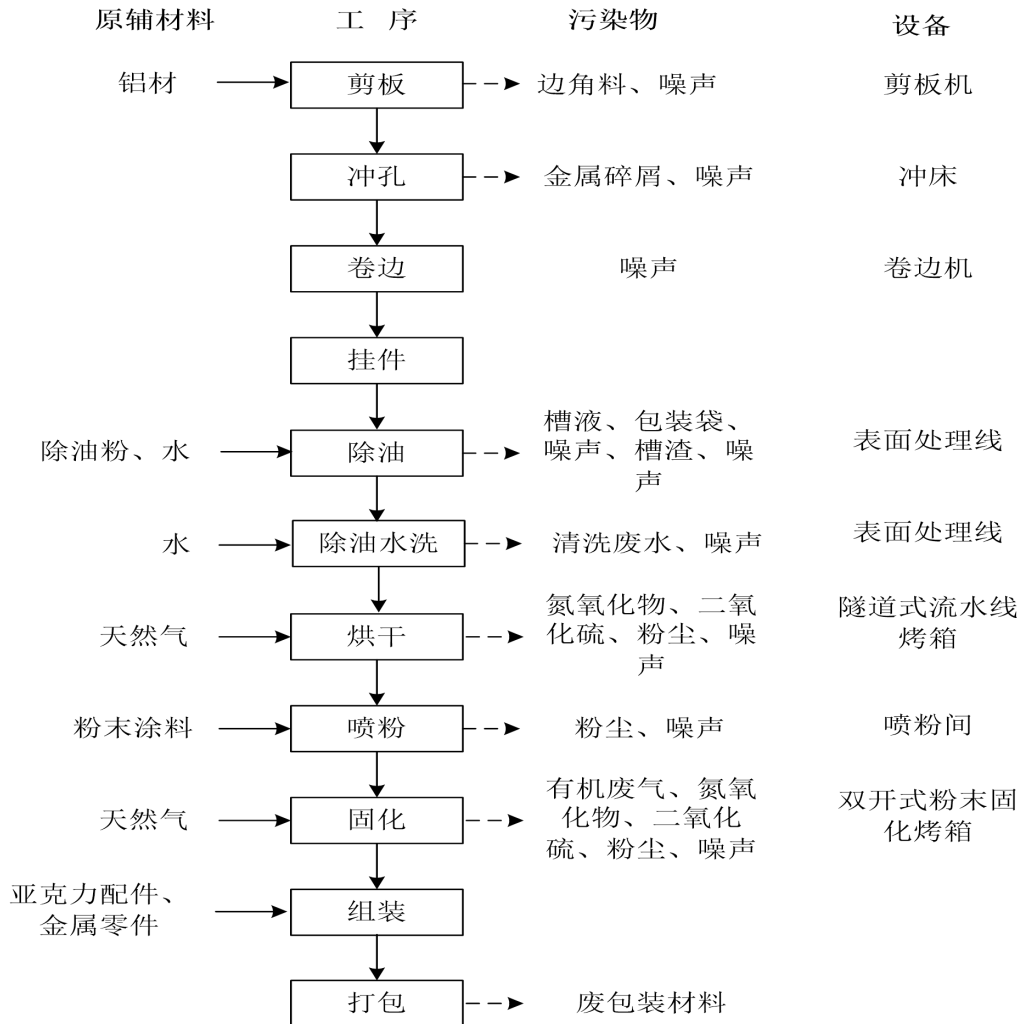 原辅材料 工 序 污染物 设备
铝材 剪板 边角料、噪声 剪板机
冲孔 金属碎屑、噪声 冲床
卷边 噪声 卷边机
挂件
除油粉、水 除油 槽液、包装袋、
噪声、槽渣、噪
声 表面处理线
水 除油水洗 清洗废水、噪声 表面处理线
天然气 烘干 氮氧化物、二氧
化硫、粉尘、噪
声 隧道式流水线
烤箱
粉末涂料 喷粉 粉尘、噪声 喷粉间
天然气 固化 有机废气、氮氧
化物、二氧化
硫、粉尘、噪声 双开式粉末固
化烤箱
亚克力配件、
金属零件 组装
打包 废包装材料